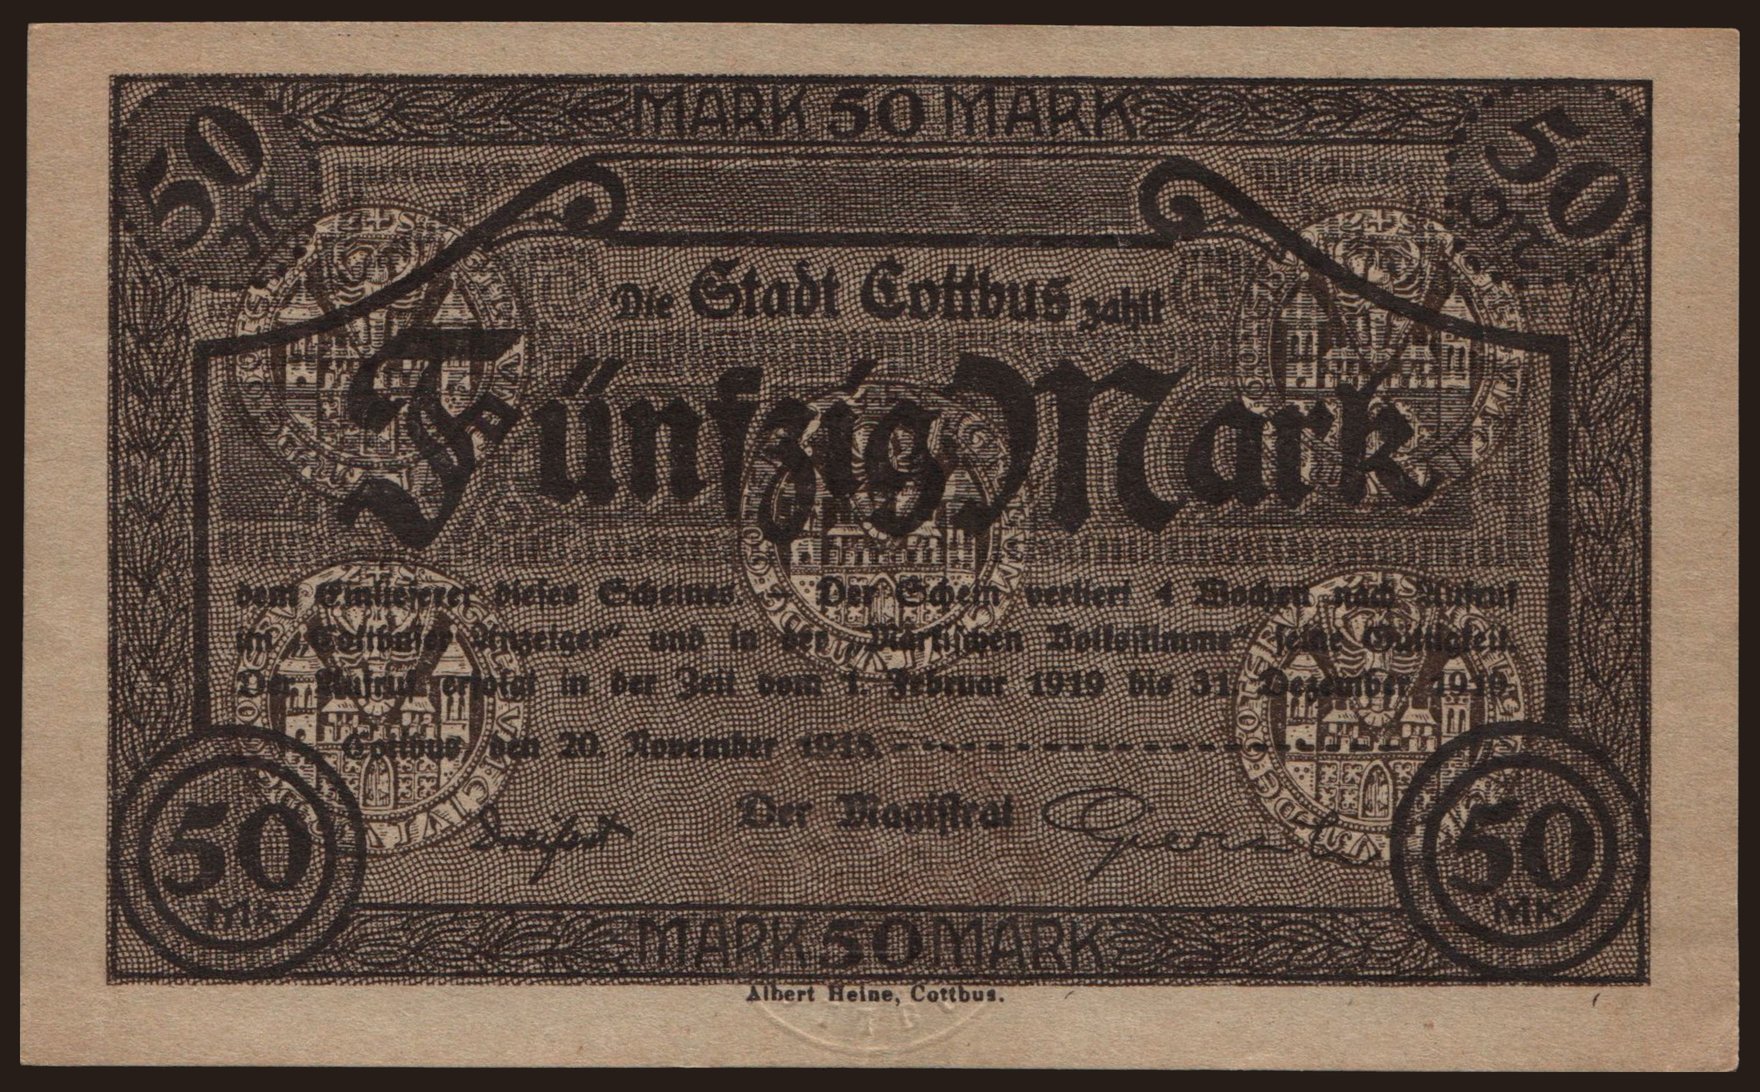 MARK 50 MARK
50 M
50 M
Die Stadt Cottbus zahlt
Fünfzig Mark
dem Einlieferer dieses Scheines. – Der Schein verliert 4 Wochen nach Aufruf
im „Cottbuser Anzeiger" und in der „Märkischen Volksstimme" seine Gültigkeit.
Der Aufruf erfolgt in der Zeit vom 1. Februar 1919 bis 31. Dezember 1919.
Cottbus, den 20. November 1918.
Der Magistrat
50 MK
50 MK
MARK 50 MARK
Albert Heine, Cottbus.